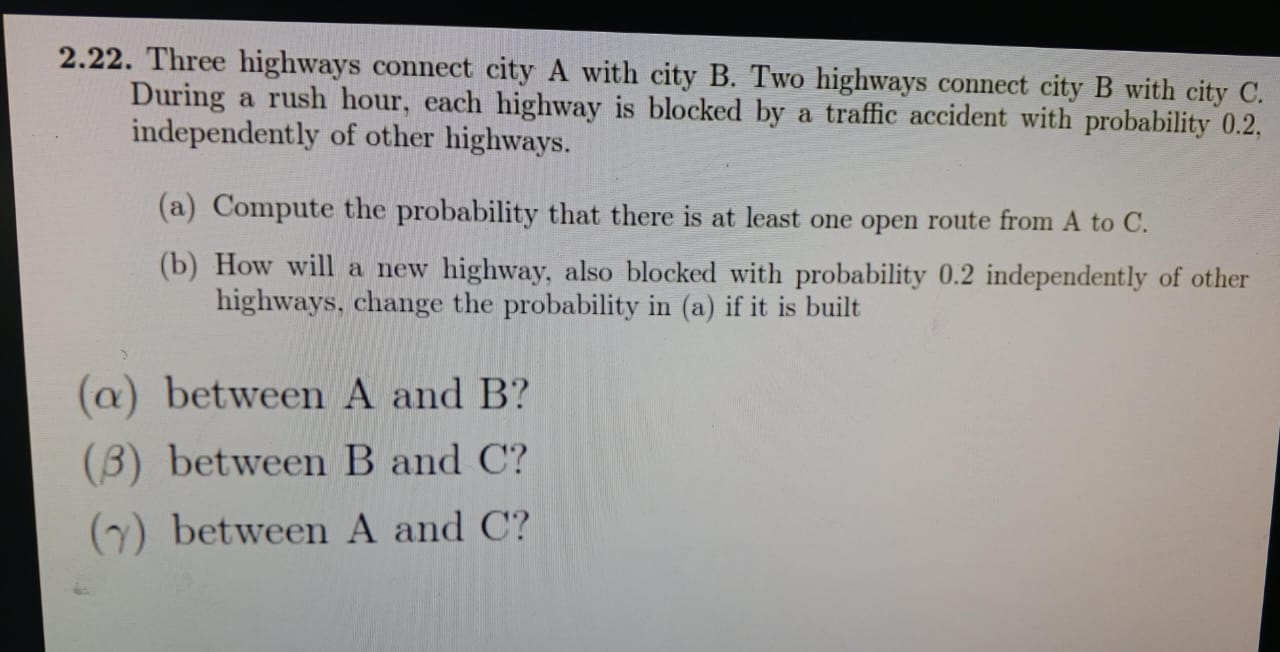 2.22. Three highways connect city A with city B. Two highways connect city B with city C.
During a rush hour, each highway is blocked by a traffic accident with probability 0.2,
independently of other highways.
(a) Compute the probability that there is at least one open route from A to C.
(b) How will a new highway, also blocked with probability 0.2 independently of other
highways, change the probability in (a) if it is built
(α) between A and B?
(β) between B and C?
(γ) between A and C?